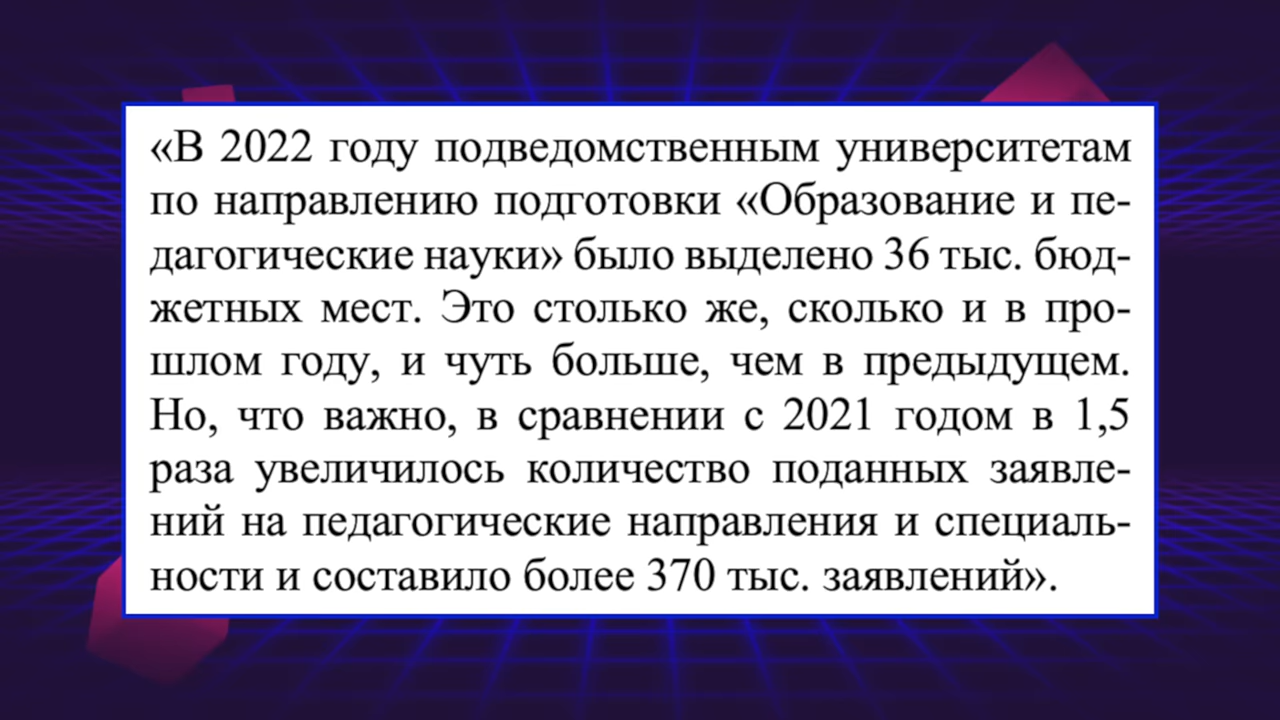 «В 2022 году подведомственным университетам
по направлению подготовки «Образование и пе-
дагогические науки» было выделено 36 тыс. бюд-
жетных мест. Это столько же, сколько и в про-
шлом году, и чуть больше, чем в предыдущем.
Но, что важно, в сравнении с 2021 годом в 1,5
раза увеличилось количество поданных заявле-
ний на педагогические направления и специаль-
ности и составило более 370 тыс. заявлений».